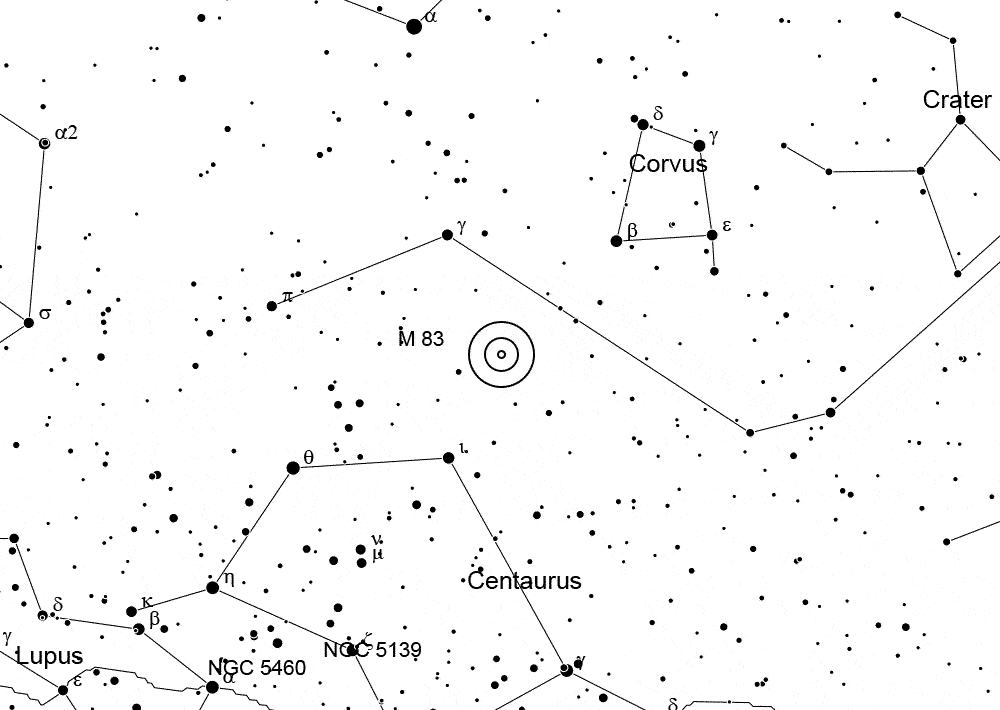 α
Crater
δ
γ
α2
Corvus
γ
β
ε
π
σ
M 83
θ
ι
ν
μ
η
Centaurus
κ
δ
β
γ
ζ
NGC 5139
Lupus
NGC 5460
γ
ε
α
δ